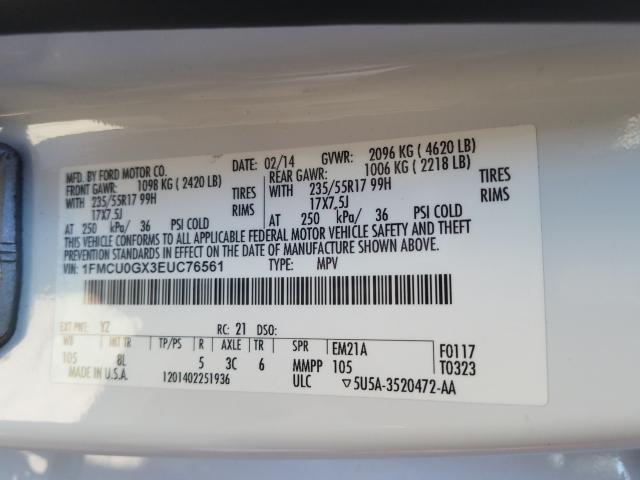 MFD. BY FORD MOTOR CO. DATE: 02/14 GVWR: 2096 KG ( 4620 LB)
FRONT GAWR: 1098 KG ( 2420 LB) REAR GAWR: 1006 KG ( 2218 LB)
WITH 235/55R17 99H TIRES WITH 235/55R17 99H TIRES
17X7.5J RIMS 17X7.5J RIMS
AT 250 kPa/ 36 PSI COLD AT 250 kPa/ 36 PSI COLD
THIS VEHICLE CONFORMS TO ALL APPLICABLE FEDERAL MOTOR VEHICLE SAFETY AND THEFT
PREVENTION STANDARDS IN EFFECT ON THE DATE OF MANUFACTURE SHOWN ABOVE.
VIN: 1FMCU0GX3EUC76561 TYPE: MPV
EXT PNT: YZ RC: 21 DSO:
WB INT TR TP/PS R AXLE TR SPR EM21A F0117
105 8L 5 3C 6 MMPP 105 T0323
MADE IN U.S.A. 1201402251936 ULC ▽5U5A-3520472-AA